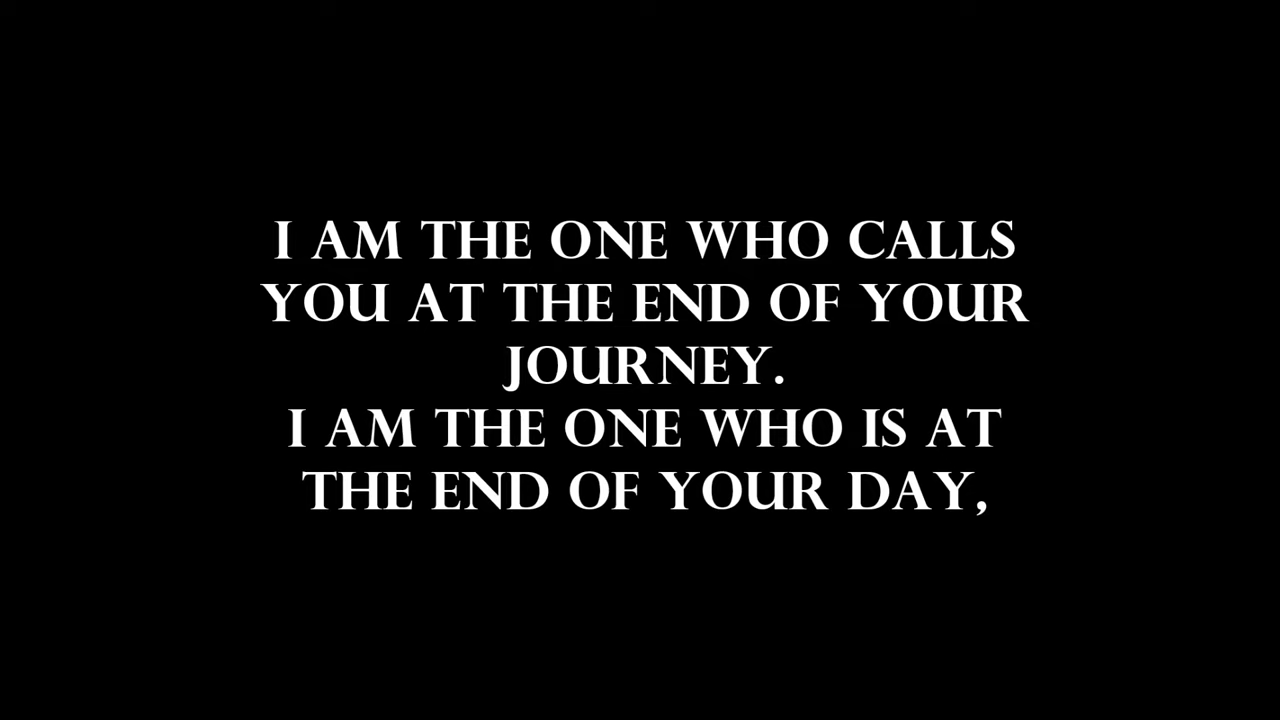 I AM THE ONE WHO CALLS
YOU AT THE END OF YOUR
JOURNEY.
I AM THE ONE WHO IS AT
THE END OF YOUR DAY,